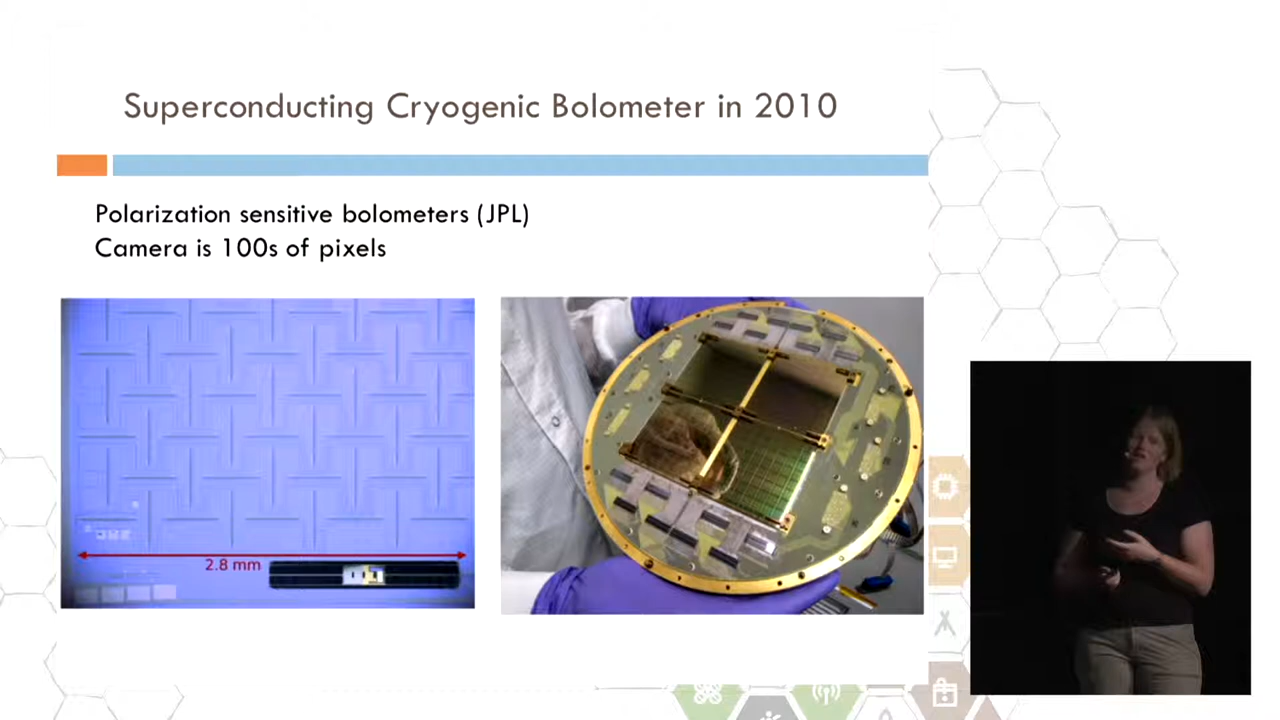 Superconducting Cryogenic Bolometer in 2010
Polarization sensitive bolometers (JPL)
Camera is 100s of pixels
2.8 mm